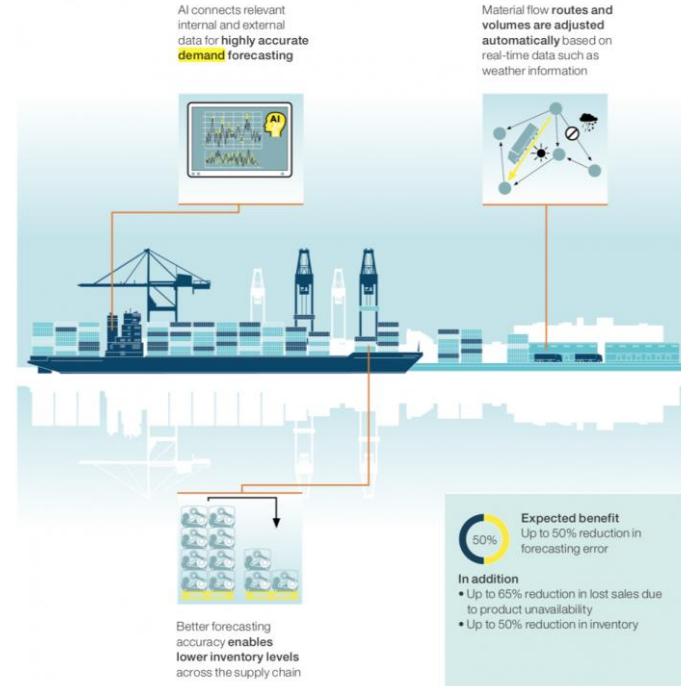 AI connects relevant
internal and external
data for highly accurate
demand forecasting
Material flow routes and
volumes are adjusted
automatically based on
real-time data such as
weather information
AI
Better forecasting
accuracy enables
lower inventory levels
across the supply chain
50%
Expected benefit
Up to 50% reduction in
forecasting error
In addition
• Up to 65% reduction in lost sales due
to product unavailability
• Up to 50% reduction in inventory